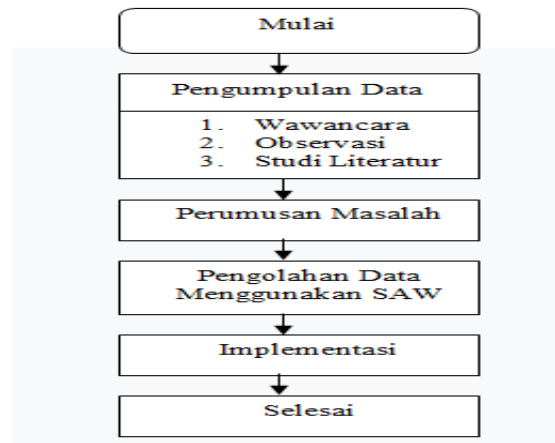 Mulai
Pengumpulan Data
1. Wawancara
2. Observasi
3. Studi Literatur
Perumusan Masalah
Pengolahan Data
Menggunakan SAW
Implementasi
Selesai